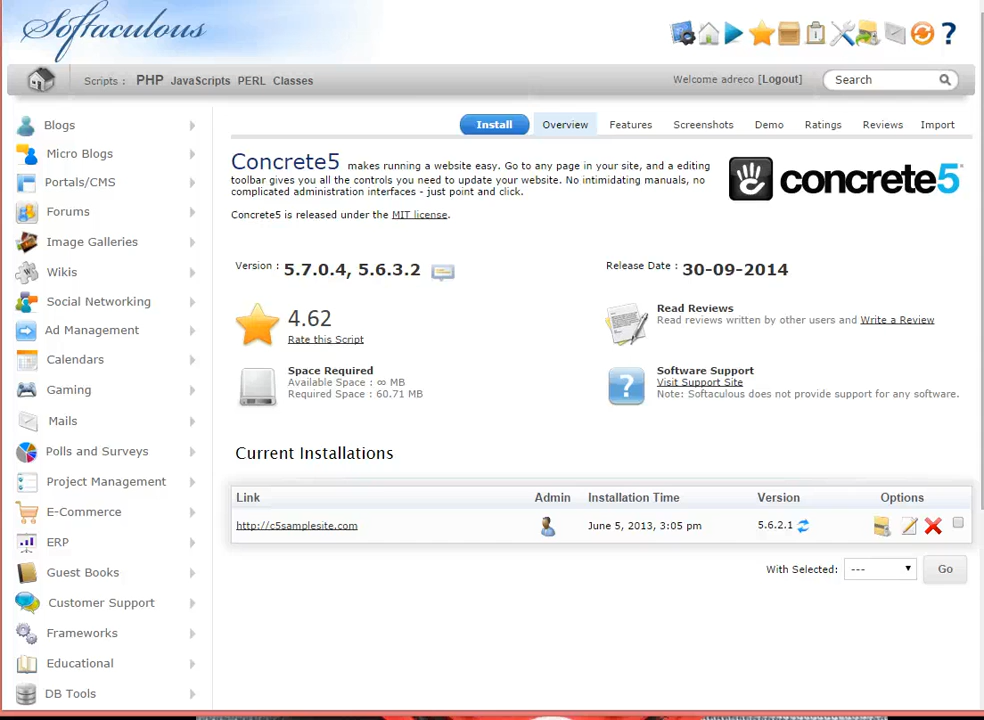 Softaculous
?
Scripts : PHP JavaScripts PERL Classes
Welcome adreco [Logout]
Search
Blogs
Micro Blogs
Portals/CMS
Forums
Image Galleries
Wikis
Social Networking
Ad Management
Calendars
Gaming
Mails
Polls and Surveys
Project Management
E-Commerce
ERP
Guest Books
Customer Support
Frameworks
Educational
DB Tools
Install Overview Features Screenshots Demo Ratings Reviews Import
Concrete5 makes running a website easy. Go to any page in your site, and a editing
toolbar gives you all the controls you need to update your website. No intimidating manuals, no
complicated administration interfaces - just point and click.
concrete5
Concrete5 is released under the MIT license.
Version : 5.7.0.4, 5.6.3.2
Release Date : 30-09-2014
4.62
Rate this Script
Read Reviews
Read reviews written by other users and Write a Review
Space Required
Available Space : ∞ MB
Required Space : 60.71 MB
?
Software Support
Visit Support Site
Note: Softaculous does not provide support for any software.
Current Installations
Link Admin Installation Time Version Options
http://c5samplesite.com June 5, 2013, 3:05 pm 5.6.2.1
With Selected: --- Go